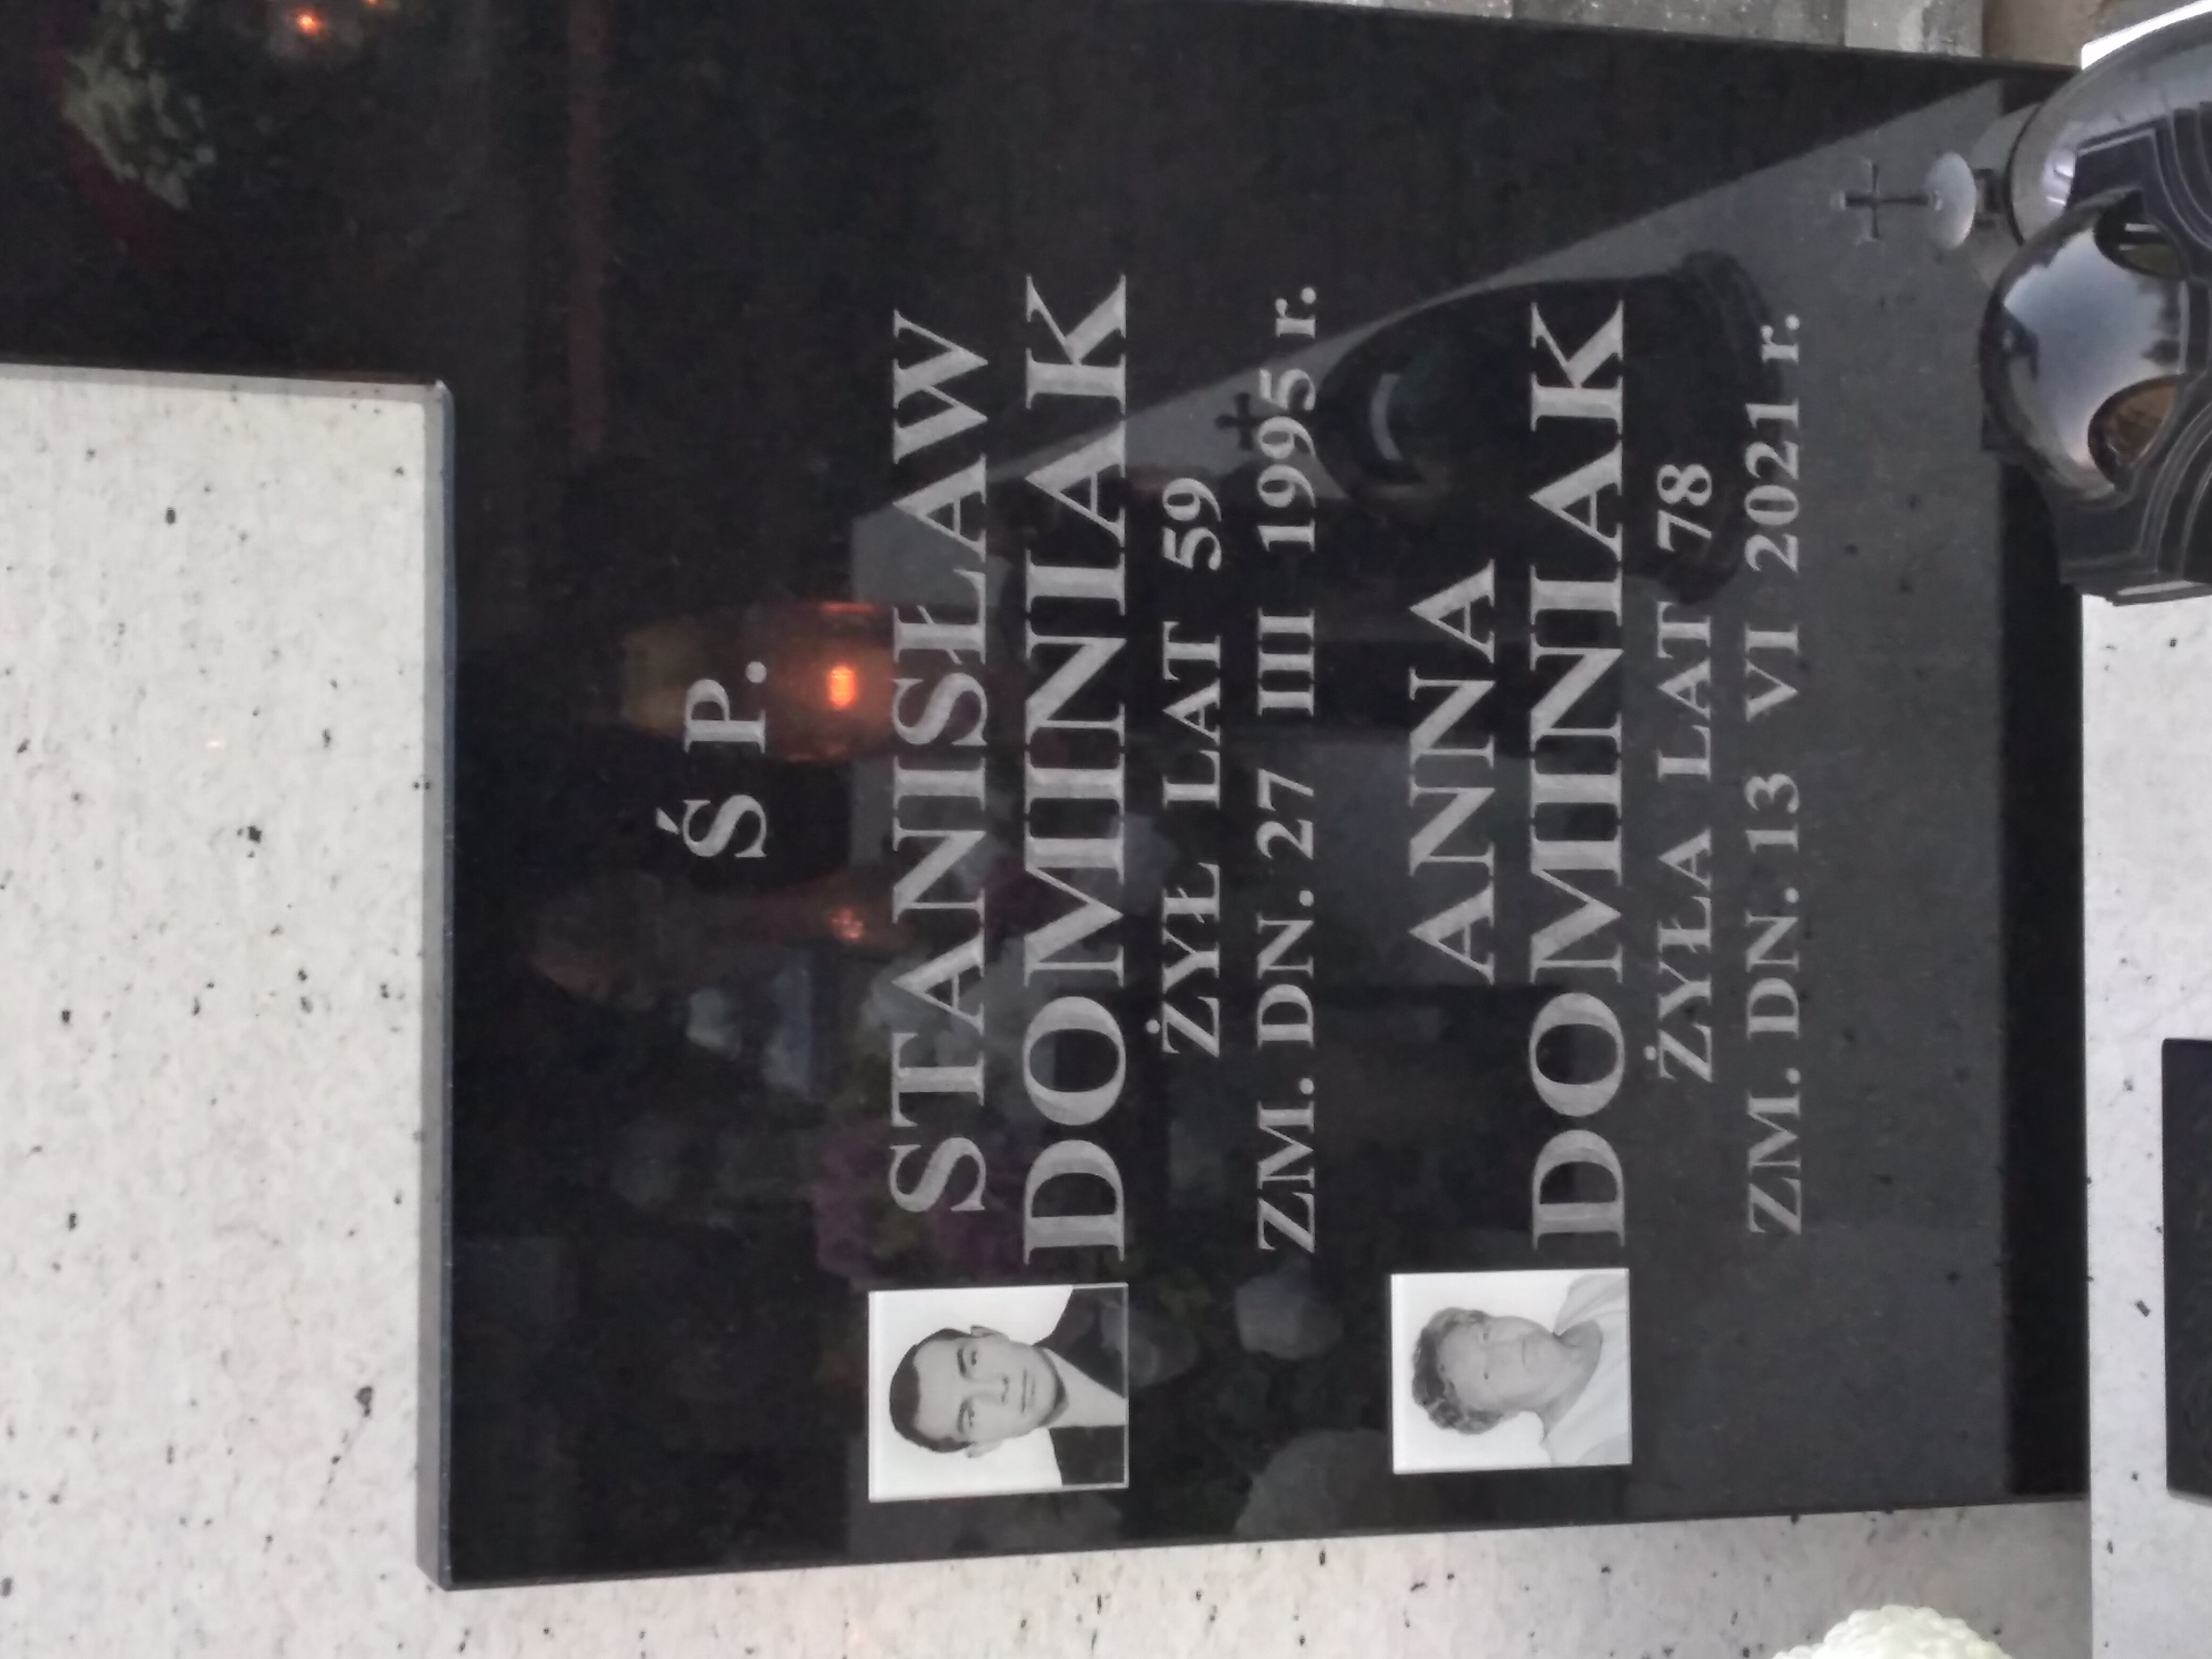 Ś P.
STANISŁAW
DOMINIAK
ŻYŁ LAT 59
ZM. DN. 27 III 1995 r.
ANNA
DOMINIAK
ŻYŁA LAT 78
ZM. DN. 13 VI 2021 r.